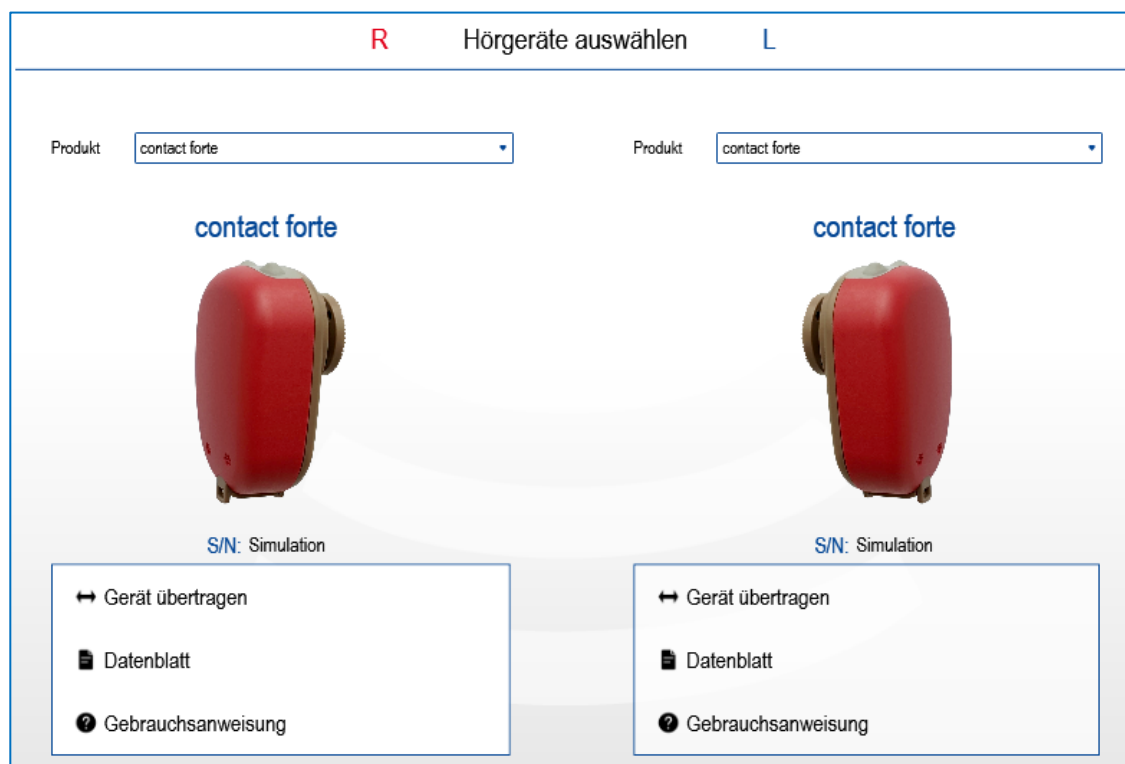 R Hörgeräte auswählen L
Produkt contact forte
Produkt contact forte
contact forte
contact forte
S/N: Simulation
S/N: Simulation
Gerät übertragen
Datenblatt
Gebrauchsanweisung
Gerät übertragen
Datenblatt
Gebrauchsanweisung